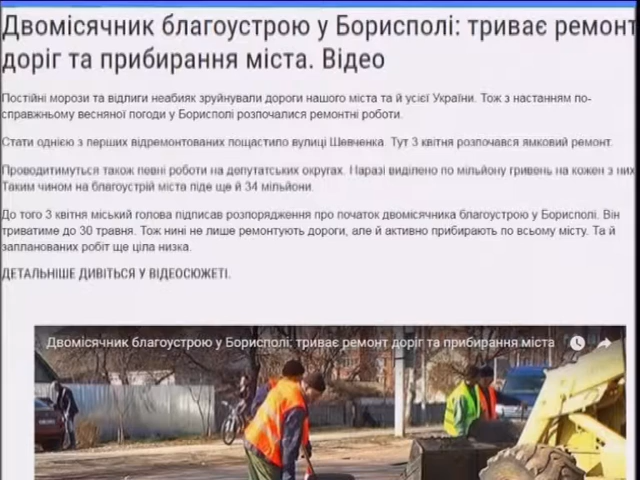 Двомісячник благоустрою у Борисполі: триває ремонт
доріг та прибирання міста. Відео
Постійні морози та відлиги неабияк зруйнували дороги нашого міста та й усієї України. Тож з настанням по-
справжньому весняної погоди у Борисполі розпочалися ремонтні роботи.
Стати однією з перших відремонтованих пощастило вулиці Шевченка. Тут 3 квітня розпочався ямковий ремонт.
Проводитимуться також певні роботи на депутатських округах. Наразі виділено по мільйону гривень на кожен з них
Таким чином на благоустрій міста піде ще й 34 мільйони.
До того 3 квітня міський голова підписав розпорядження про початок двомісячника благоустрою у Борисполі. Він
триватиме до 30 травня. Тож нині не лише ремонтують дороги, але й активно прибирають по всьому місту. Та й
запланованих робіт ще ціла низка.
ДЕТАЛЬНІШЕ ДИВІТЬСЯ У ВІДЕОСЮЖЕТІ.
Двомісячник благоустрою у Борисполі: триває ремонт доріг та прибирання міста